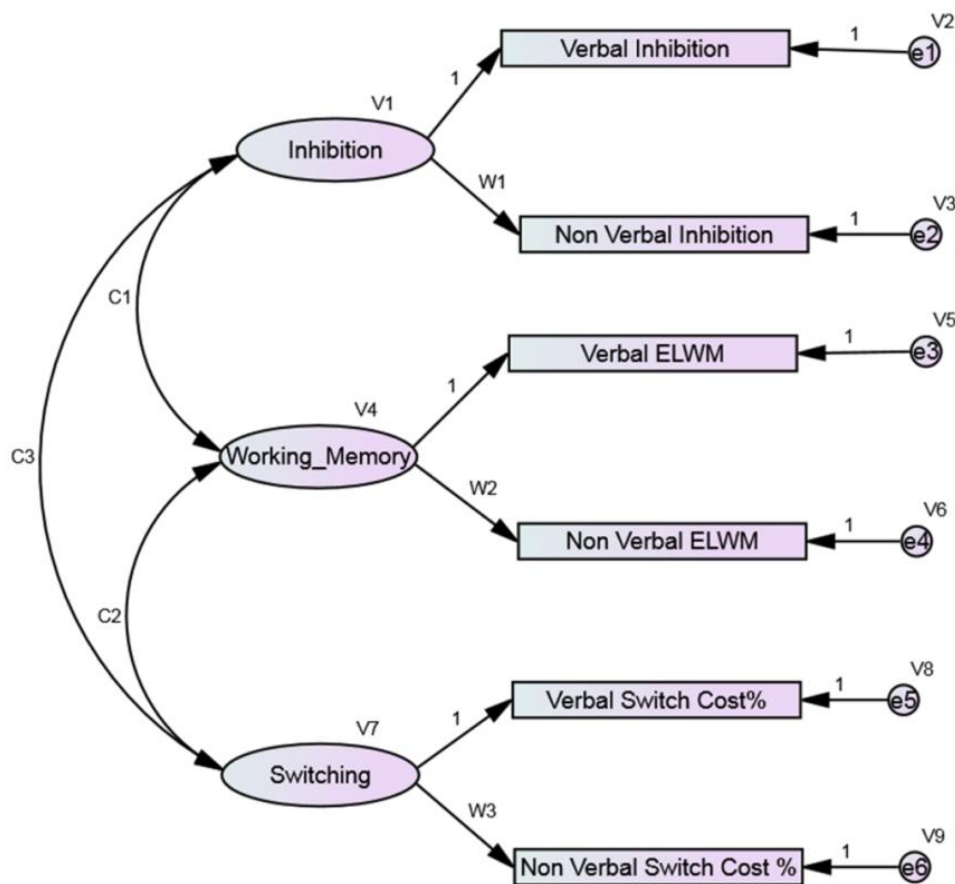 V2
1
Verbal Inhibition
e1
1
V1
Inhibition
W1
V3
1
Non Verbal Inhibition
e2
C1
V5
1
Verbal ELWM
e3
1
V4
Working_Memory
C3
W2
V6
1
Non Verbal ELWM
e4
C2
V8
1
Verbal Switch Cost%
e5
1
V7
Switching
W3
V9
1
Non Verbal Switch Cost %
e6